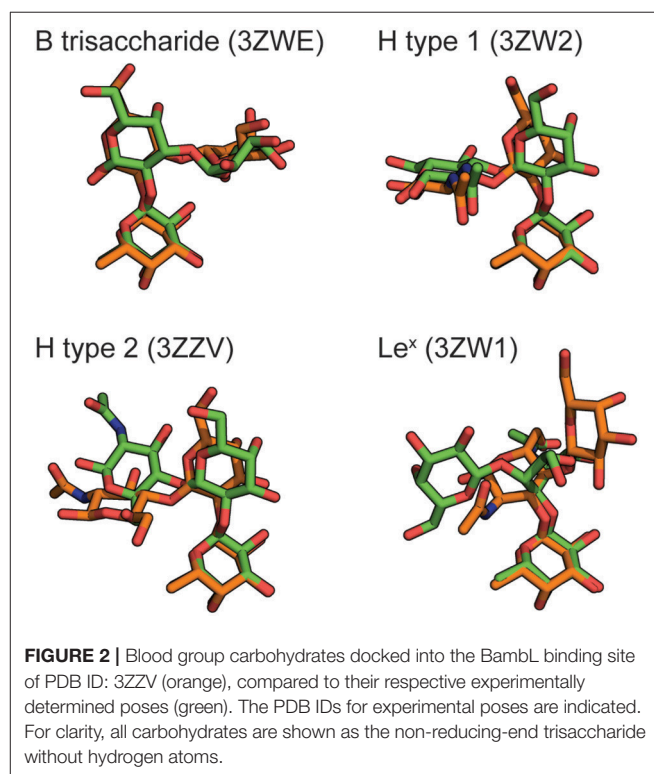 B trisaccharide (3ZWE)
H type 1 (3ZW2)
H type 2 (3ZZV)
Leˣ (3ZW1)
FIGURE 2 | Blood group carbohydrates docked into the BambL binding site
of PDB ID: 3ZZV (orange), compared to their respective experimentally
determined poses (green). The PDB IDs for experimental poses are indicated.
For clarity, all carbohydrates are shown as the non-reducing-end trisaccharide
without hydrogen atoms.